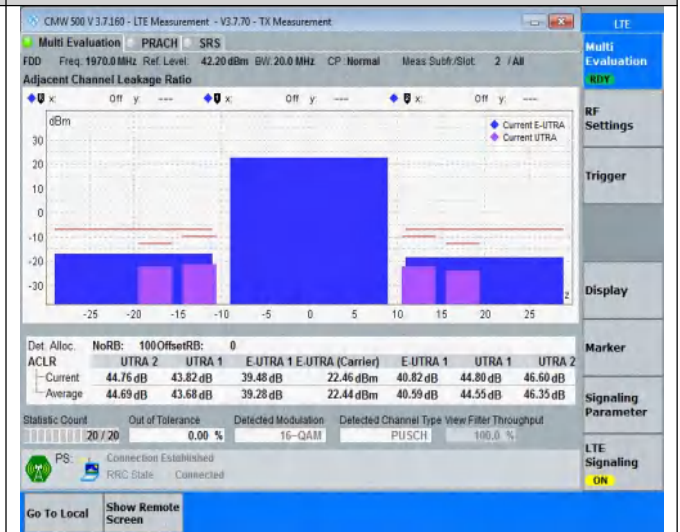 CMW 500 V 3.7.160 - LTE Measurement - V3.7.70 - TX Measurement
LTE
Multi Evaluation PRACH SRS
Multi Evaluation
RDY
FDD Freq: 1970.0 MHz Ref. Level: 42.20 dBm BW: 20.0 MHz CP: Normal Meas Subfr./Slot: 2 / All
Adjacent Channel Leakage Ratio
x: Off y: --- x: Off y: --- x: Off y: ---
dBm
Current E-UTRA
Current UTRA
30
20
10
0
-10
-20
-30
-25 -20 -15 -10 -5 0 5 10 15 20 25
RF Settings
Trigger
Display
Marker
Signaling Parameter
LTE Signaling
ON
Det. Alloc. NoRB: 100 OffsetRB: 0
ACLR UTRA 2 UTRA 1 E-UTRA 1 E-UTRA (Carrier) E-UTRA 1 UTRA 1 UTRA 2
Current 44.76 dB 43.82 dB 39.48 dB 22.46 dBm 40.82 dB 44.80 dB 46.60 dB
Average 44.69 dB 43.68 dB 39.28 dB 22.44 dBm 40.59 dB 44.55 dB 46.35 dB
Statistic Count Out of Tolerance Detected Modulation Detected Channel Type View Filter Throughput
20 / 20 0.00 % 16-QAM PUSCH 100.0 %
PS: Connection Established
RRC State Connected
Go To Local Show Remote Screen